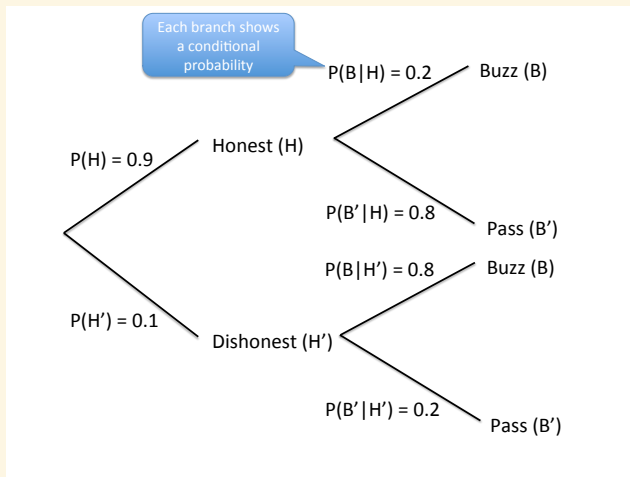 Each branch shows
a conditional
probability
P(B|H) = 0.2
Buzz (B)
P(H) = 0.9
Honest (H)
P(B’|H) = 0.8
Pass (B’)
P(B|H’) = 0.8
Buzz (B)
P(H’) = 0.1
Dishonest (H’)
P(B’|H’) = 0.2
Pass (B’)